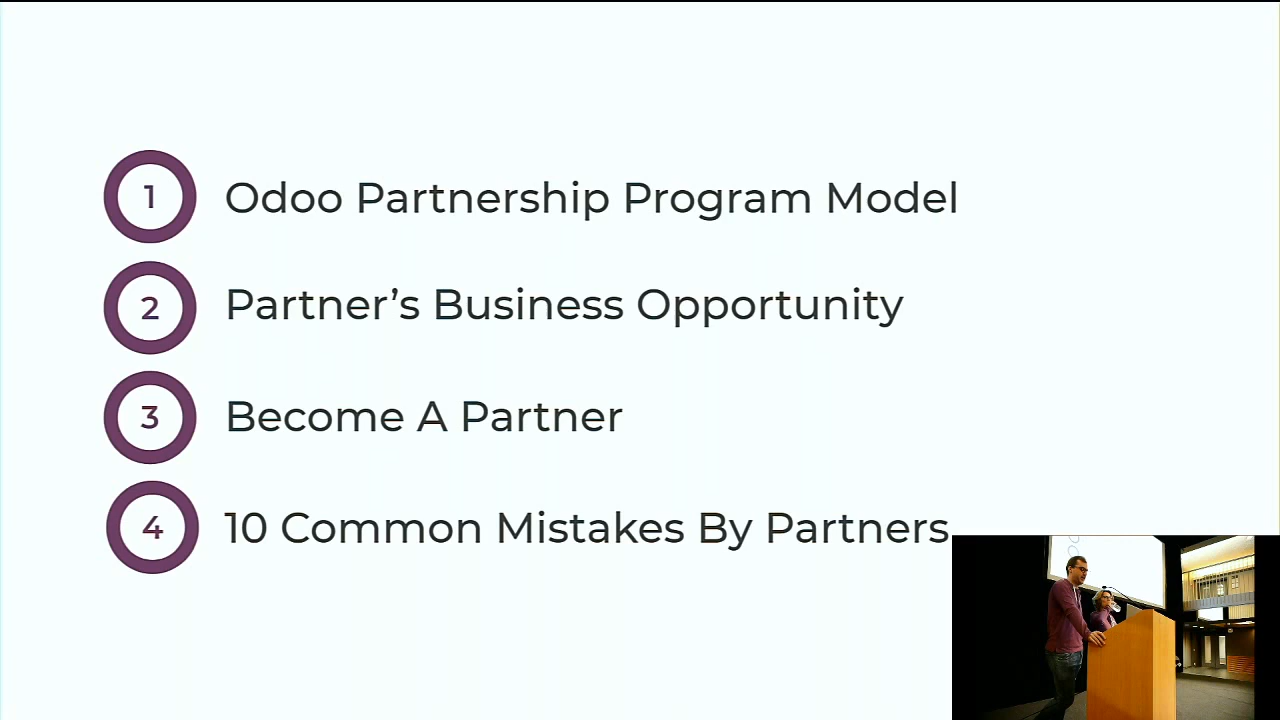 1 Odoo Partnership Program Model
2 Partner’s Business Opportunity
3 Become A Partner
4 10 Common Mistakes By Partners